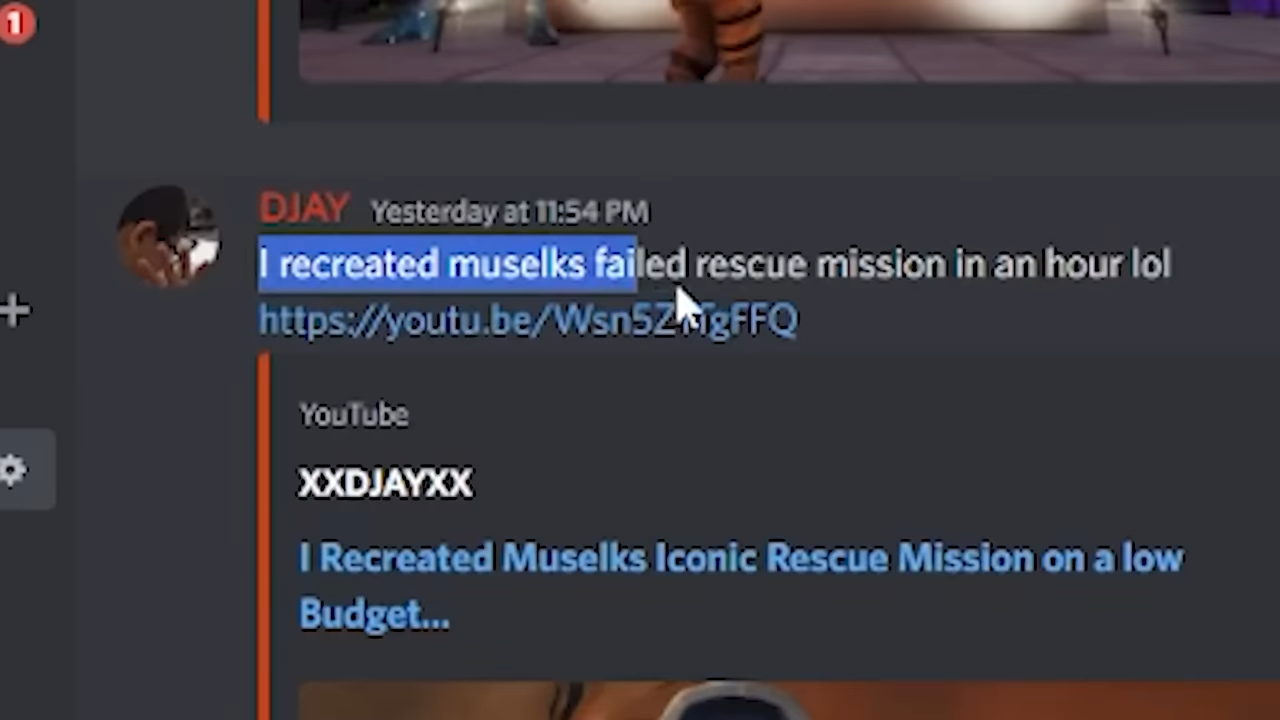 1
DJAY Yesterday at 11:54 PM
I recreated muselks failed rescue mission in an hour lol
YouTube
XXDJAYXX
I Recreated Muselks Iconic Rescue Mission on a low
Budget...